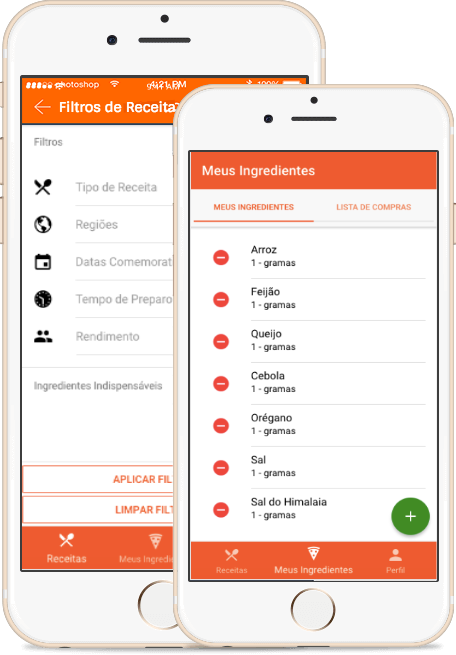 photoshop
4:21 PM
100%
Filtros de Receita
Filtros
Tipo de Receita
Regiões
Datas Comemorat
Tempo de Preparo
Rendimento
Ingredientes Indispensáveis
APLICAR FILT
LIMPAR FILT
Receitas
Meus Ingredie
Meus Ingredientes
MEUS INGREDIENTES
LISTA DE COMPRAS
Arroz
1 - gramas
Feijão
1 - gramas
Queijo
1 - gramas
Cebola
1 - gramas
Orégano
1 - gramas
Sal
1 - gramas
Sal do Himalaia
1 - gramas
+
Receitas
Meus Ingredientes
Perfil